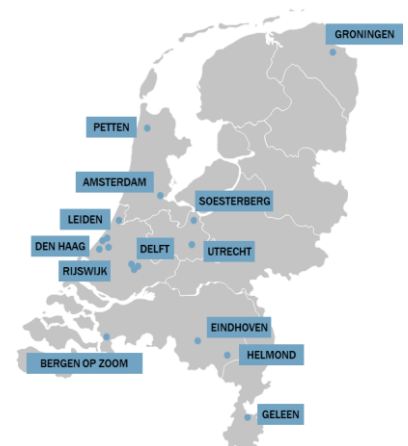 GRONINGEN
PETTEN
AMSTERDAM
SOESTERBERG
LEIDEN
DEN HAAG
DELFT
UTRECHT
RIJSWIJK
EINDHOVEN
HELMOND
BERGEN OP ZOOM
GELEEN